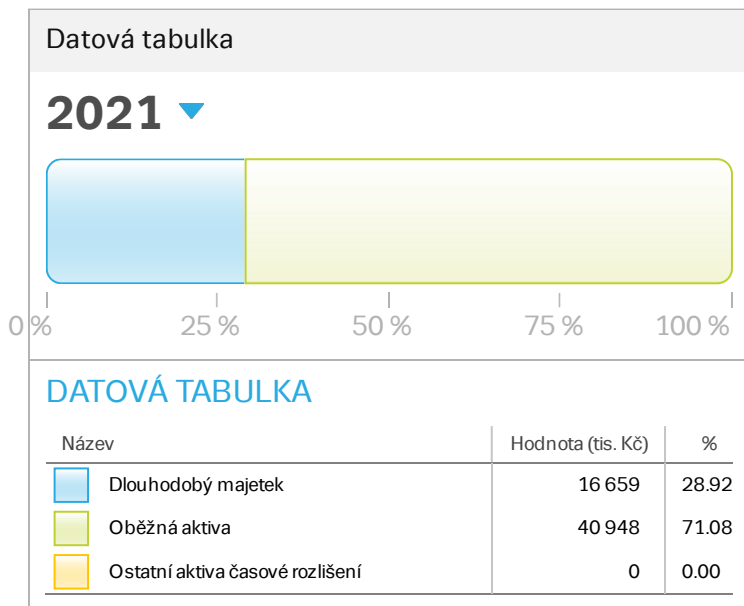 Datová tabulka
2021
0 % 25 % 50 % 75 % 100 %
DATOVÁ TABULKA
Název Hodnota (tis. Kč) %
Dlouhodobý majetek 16 659 28.92
Oběžná aktiva 40 948 71.08
Ostatní aktiva časové rozlišení 0 0.00